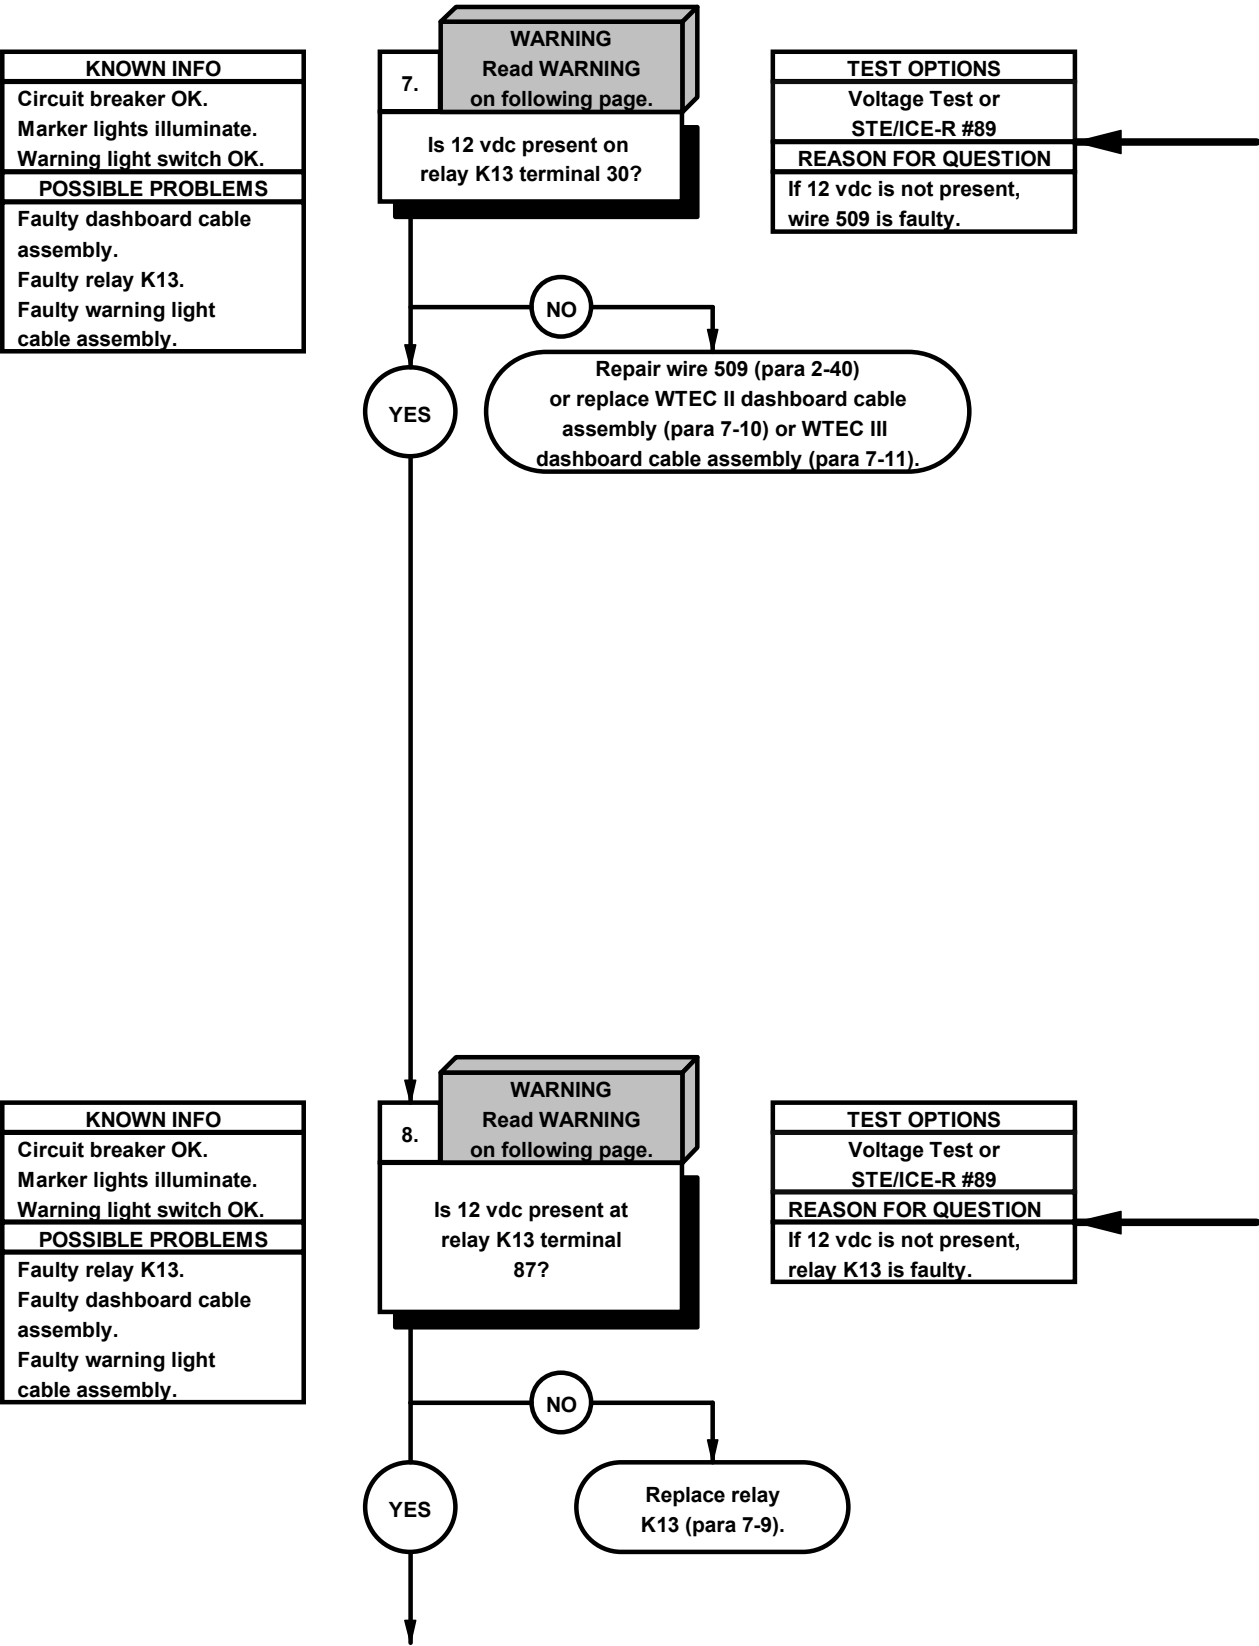 KNOWN INFO
Circuit breaker OK.
Marker lights illuminate.
Warning light switch OK.
POSSIBLE PROBLEMS
Faulty dashboard cable
assembly.
Faulty relay K13.
Faulty warning light
cable assembly.
WARNING
Read WARNING
on following page.
7.
Is 12 vdc present on
relay K13 terminal 30?
TEST OPTIONS
Voltage Test or
STE/ICE-R #89
REASON FOR QUESTION
If 12 vdc is not present,
wire 509 is faulty.
NO
YES
Repair wire 509 (para 2-40)
or replace WTEC II dashboard cable
assembly (para 7-10) or WTEC III
dashboard cable assembly (para 7-11).
KNOWN INFO
Circuit breaker OK.
Marker lights illuminate.
Warning light switch OK.
POSSIBLE PROBLEMS
Faulty relay K13.
Faulty dashboard cable
assembly.
Faulty warning light
cable assembly.
WARNING
Read WARNING
on following page.
8.
Is 12 vdc present at
relay K13 terminal
87?
TEST OPTIONS
Voltage Test or
STE/ICE-R #89
REASON FOR QUESTION
If 12 vdc is not present,
relay K13 is faulty.
NO
YES
Replace relay
K13 (para 7-9).